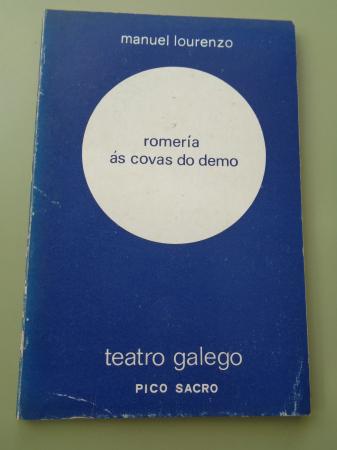 manuel lourenzo
romería
ás covas do demo
teatro galego
PICO SACRO